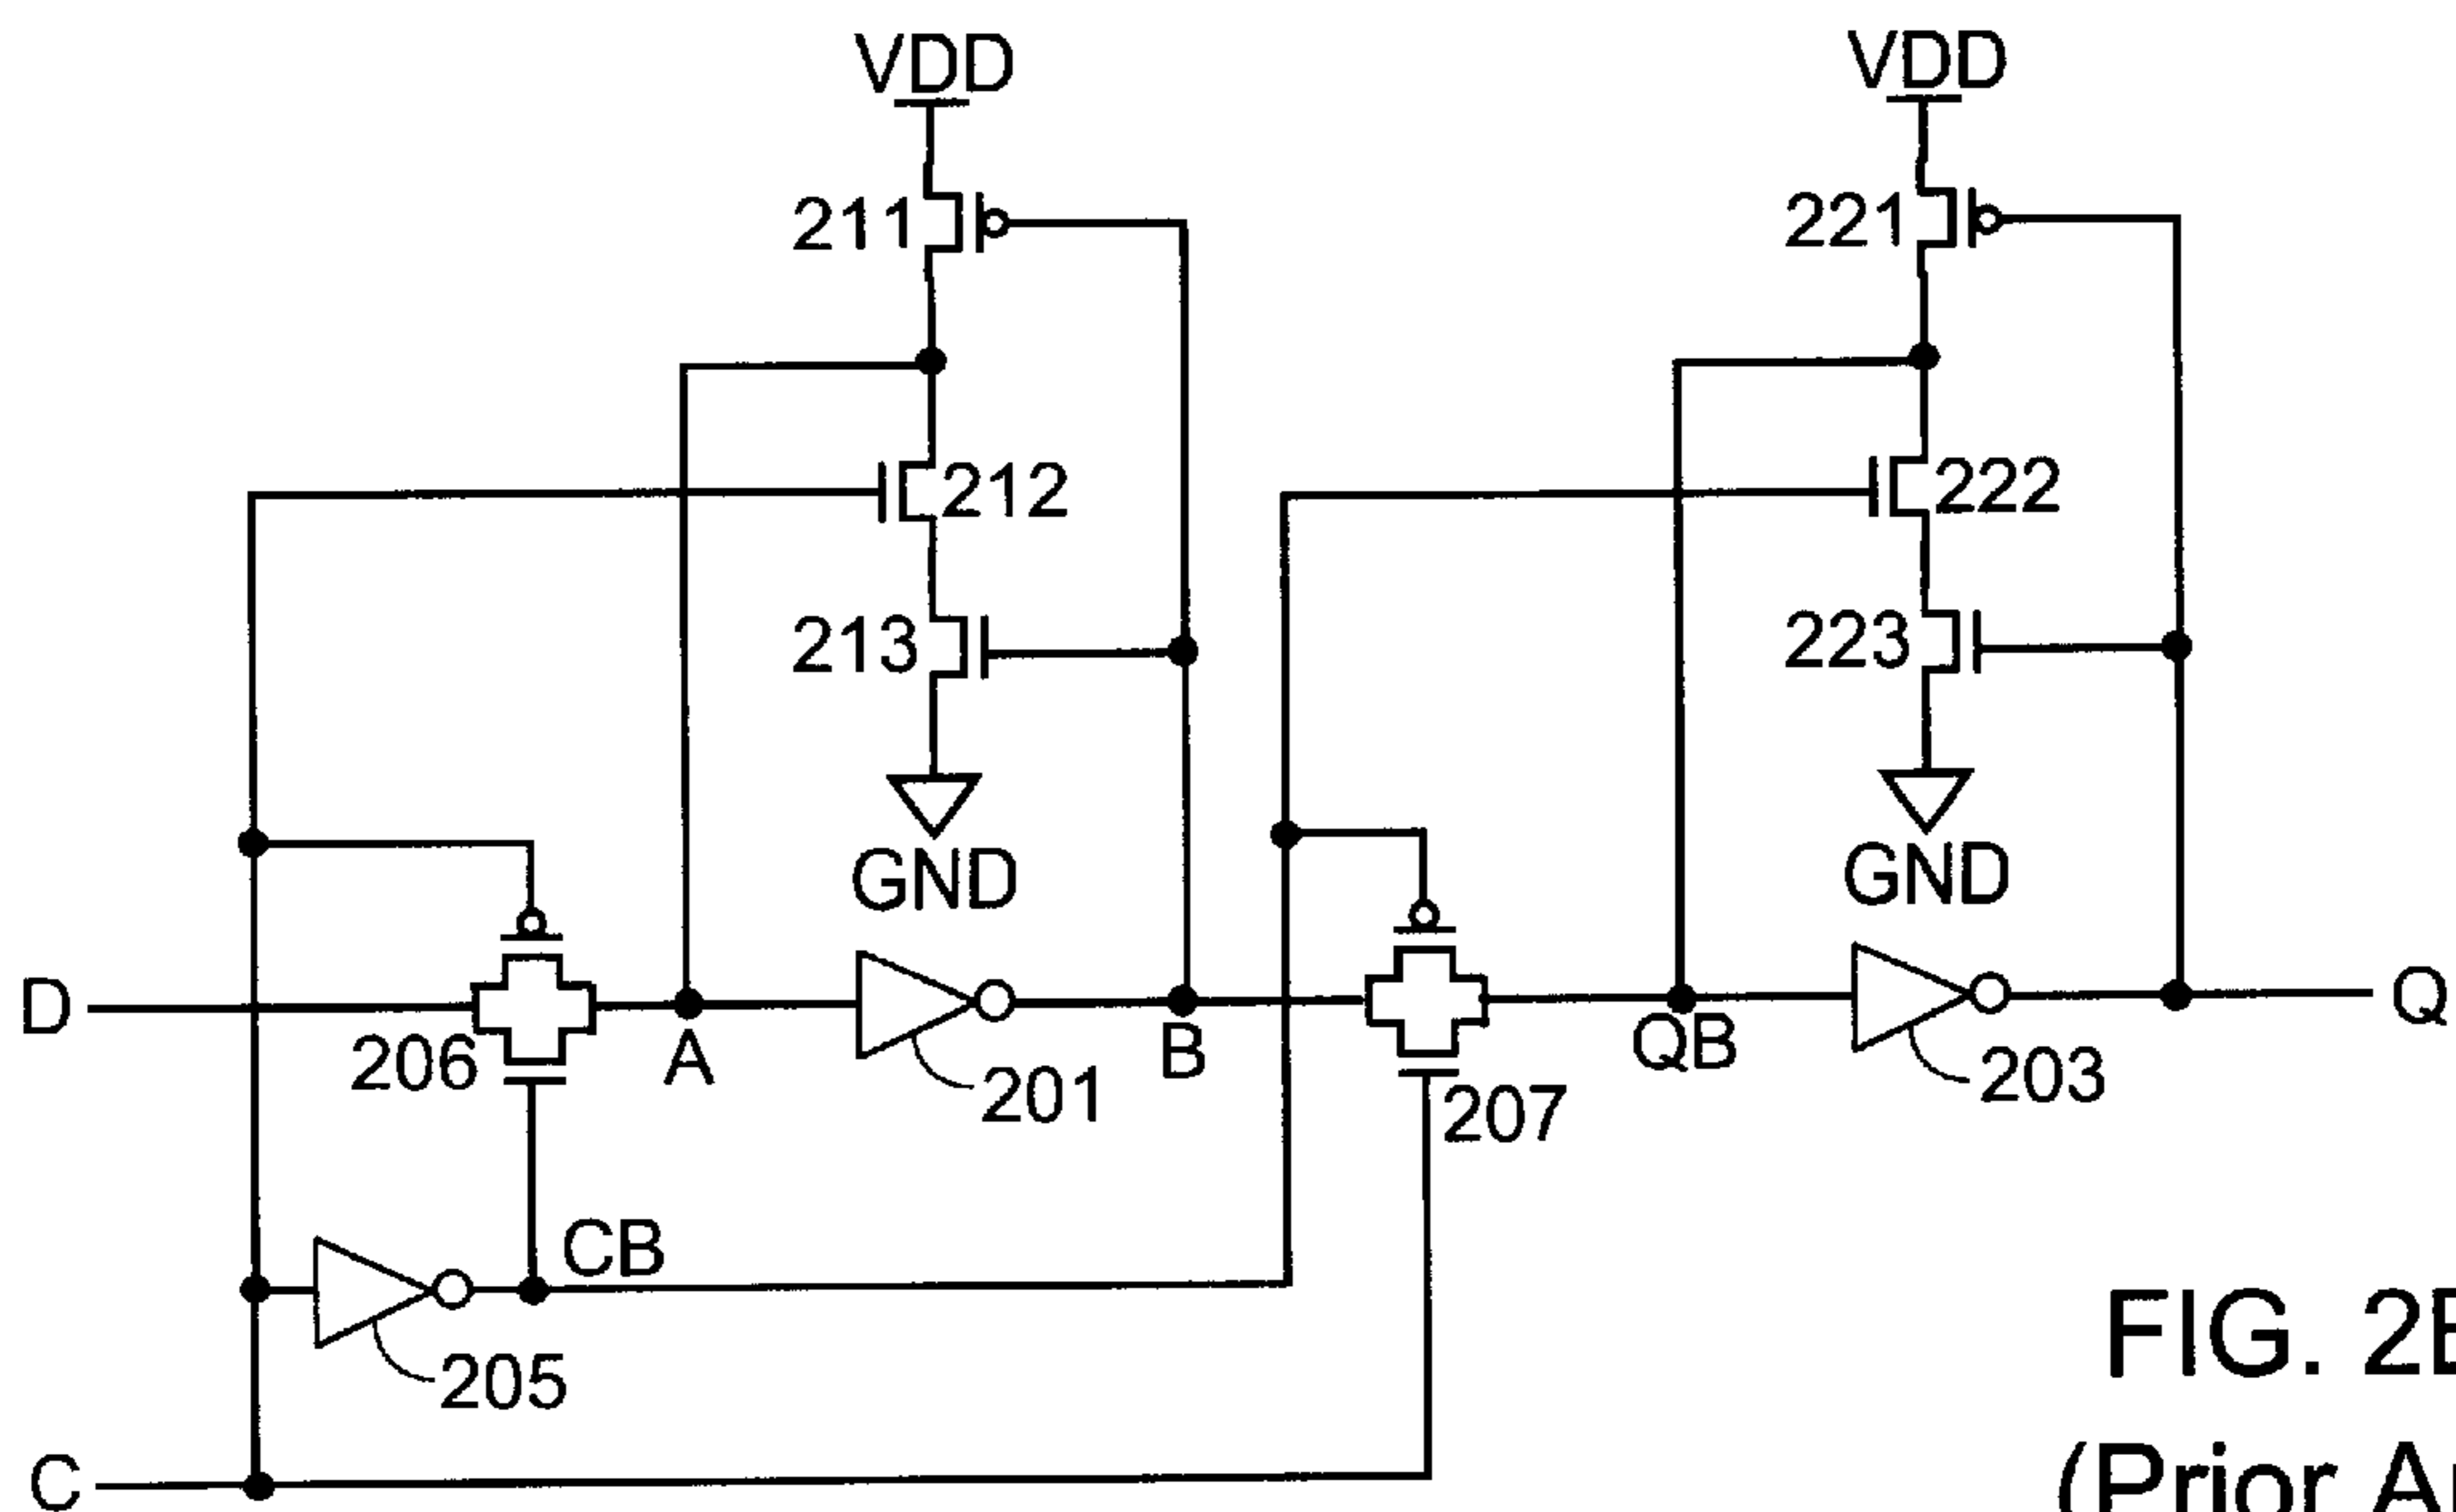 VDD
VDD
211
221
212
222
213
223
GND
GND
D
206
A
201
B
207
QB
203
Q
CB
205
C
FIG.
(Prior